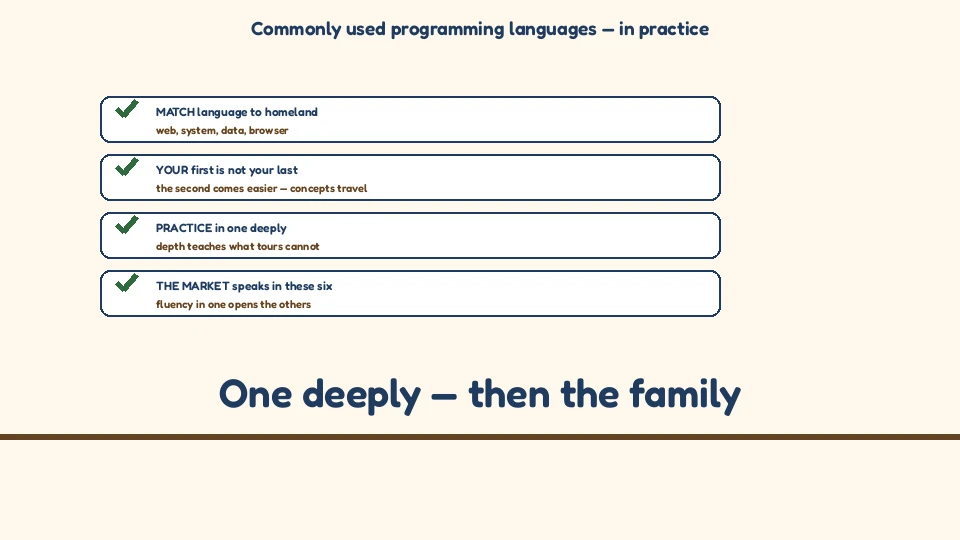 Commonly used programming languages — in practice
MATCH language to homeland
web, system, data, browser
YOUR first is not your last
the second comes easier — concepts travel
PRACTICE in one deeply
depth teaches what tours cannot
THE MARKET speaks in these six
fluency in one opens the others
One deeply — then the family